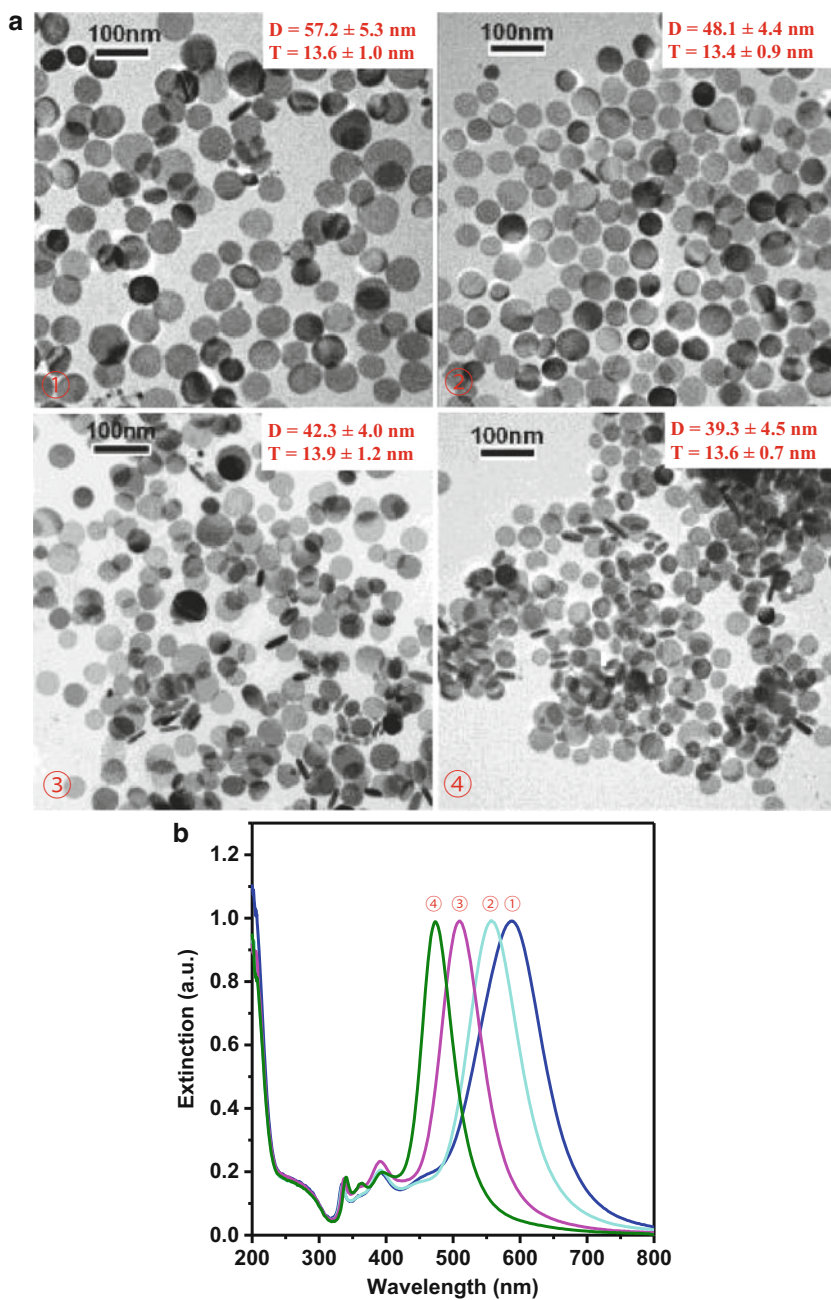 a
100nm
D = 57.2 ± 5.3 nm
T = 13.6 ± 1.0 nm
①
100nm
D = 48.1 ± 4.4 nm
T = 13.4 ± 0.9 nm
②
100nm
D = 42.3 ± 4.0 nm
T = 13.9 ± 1.2 nm
③
100nm
D = 39.3 ± 4.5 nm
T = 13.6 ± 0.7 nm
④
b
1.2
1.0
0.8
0.6
0.4
0.2
0.0
Extinction (a.u.)
④ ③ ② ①
200 300 400 500 600 700 800
Wavelength (nm)